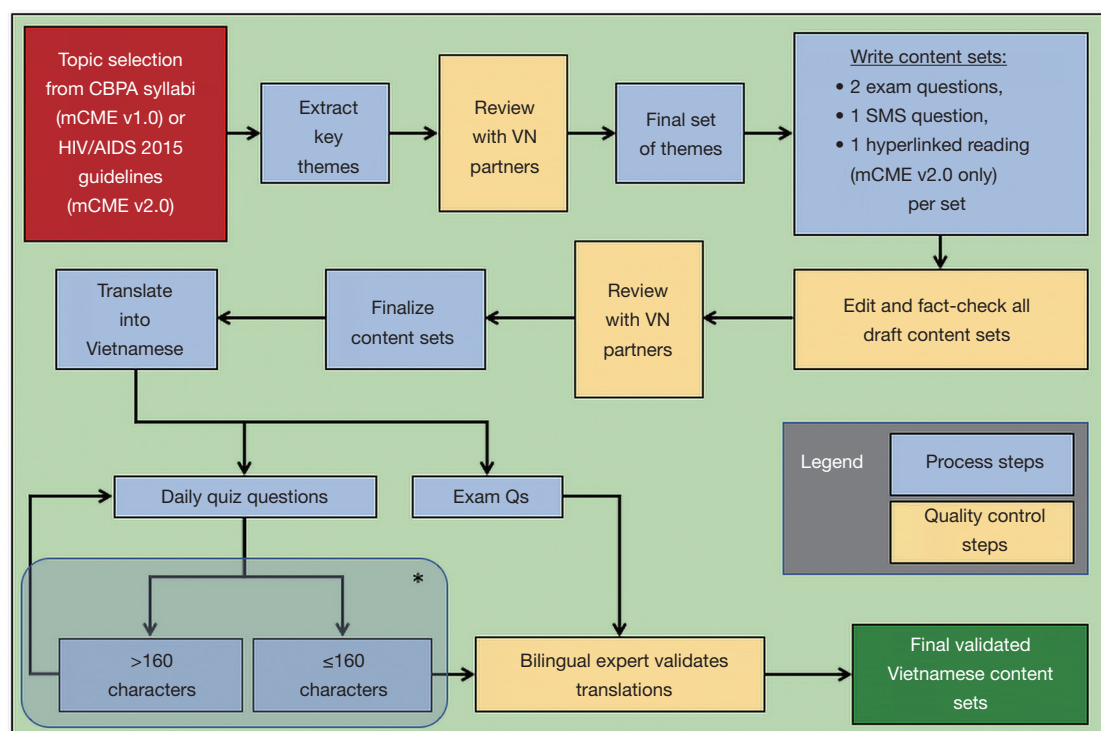 Topic selection
from CBPA syllabi
(mCME v1.0) or
HIV/AIDS 2015
guidelines
(mCME v2.0)
Extract
key
themes
Review
with VN
partners
Final set
of themes
Write content sets:
• 2 exam questions,
• 1 SMS question,
• 1 hyperlinked reading
(mCME v2.0 only)
per set
Edit and fact-check all
draft content sets
Review
with VN
partners
Finalize
content sets
Translate
into
Vietnamese
Daily quiz questions
Exam Qs
Legend
Process steps
Quality control
steps
*
>160
characters
≤160
characters
Bilingual expert validates
translations
Final validated
Vietnamese content
sets